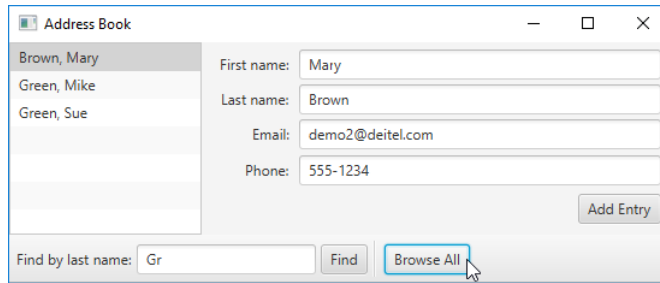 Address Book
Brown, Mary
Green, Mike
Green, Sue
First name: Mary
Last name: Brown
Email: demo2@deitel.com
Phone: 555-1234
Add Entry
Find by last name: Gr Find Browse All